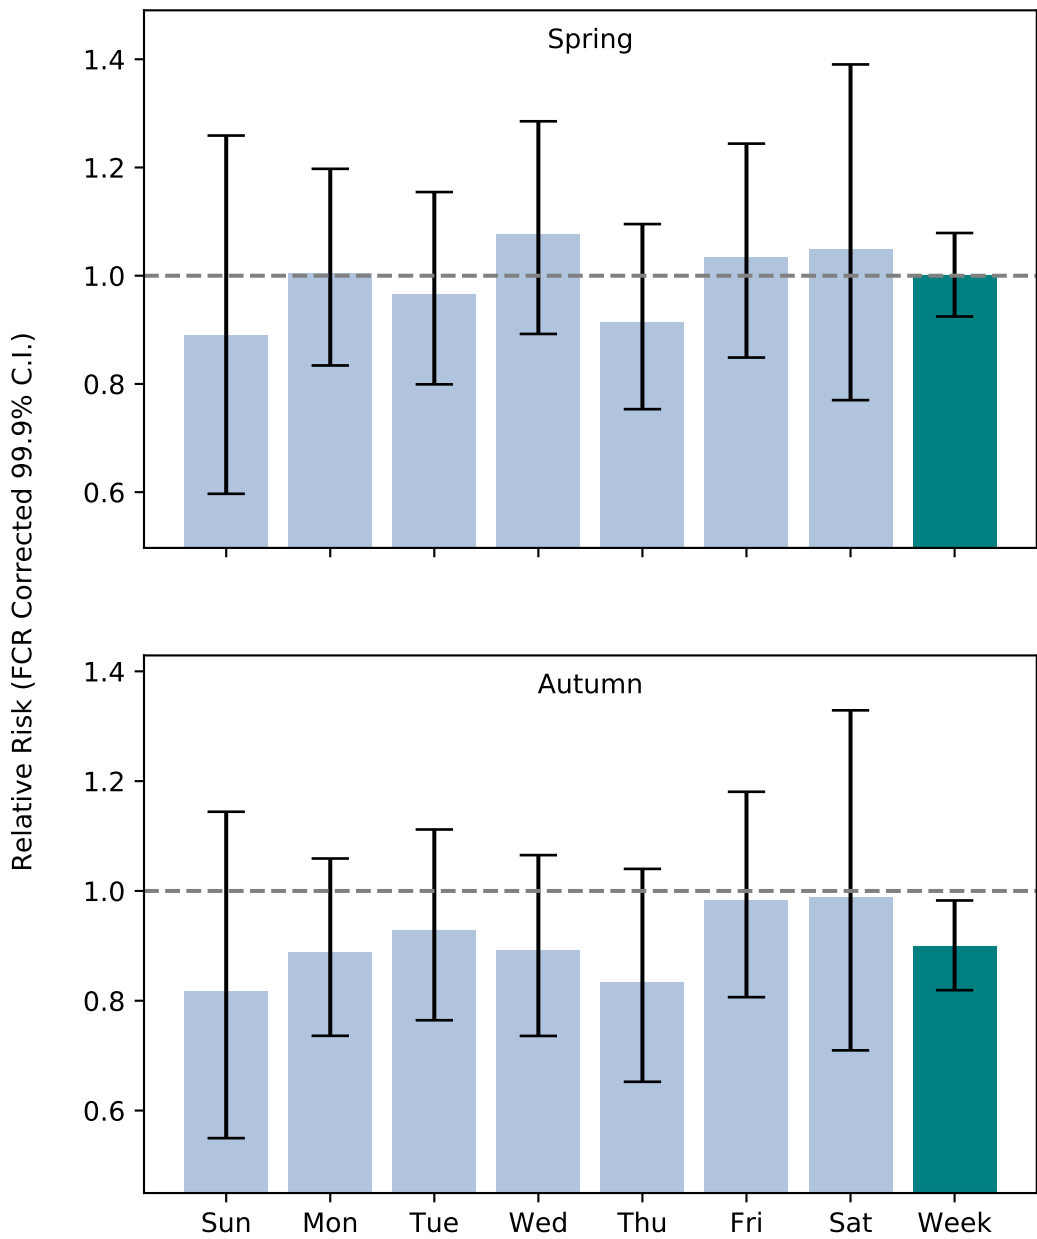 Spring
1.4
1.2
1.0
0.8
0.6
Relative Risk (FCR Corrected 99.9% C.I.)
Autumn
1.4
1.2
1.0
0.8
0.6
Sun Mon Tue Wed Thu Fri Sat Week